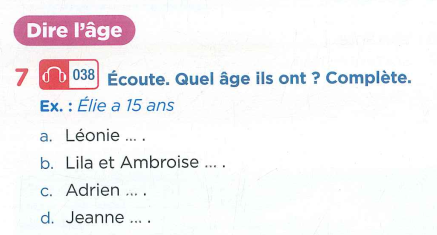 Dire l'âge
7 038 Écoute. Quel âge ils ont ? Complète.
Ex. : Élie a 15 ans
a. Léonie ... .
b. Lila et Ambroise ... .
c. Adrien ... .
d. Jeanne ... .